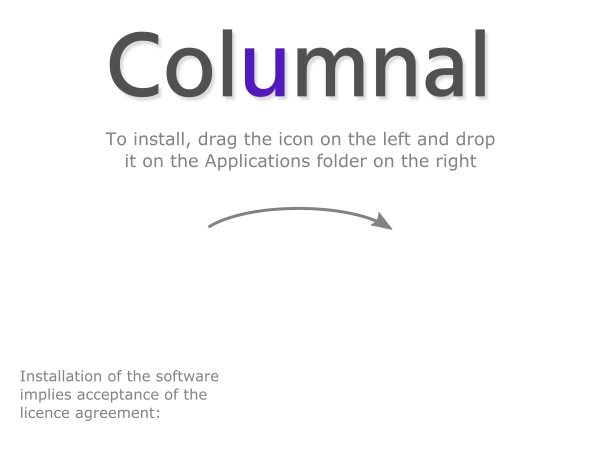 Columnal
To install, drag the icon on the left and drop
it on the Applications folder on the right
Installation of the software
implies acceptance of the
licence agreement: